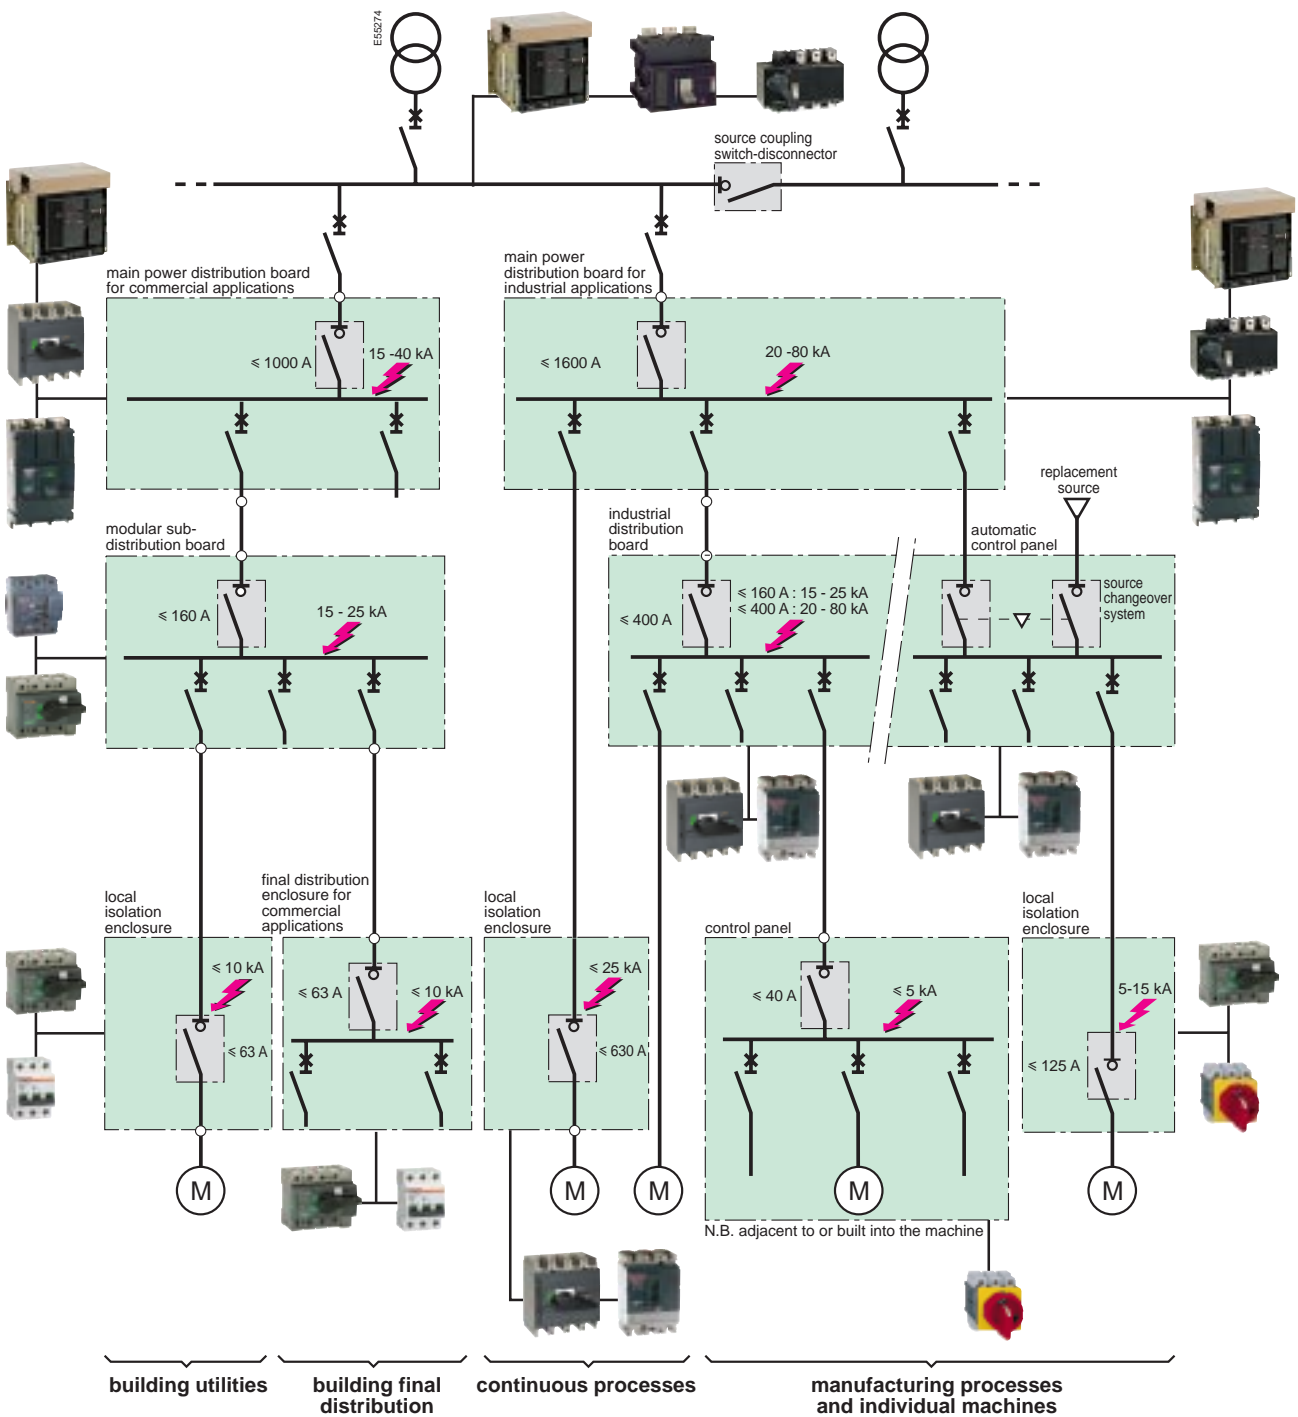 E55274
source coupling
switch-disconnector
main power distribution board
for commercial applications
main power
distribution board for
industrial applications
≤ 1000 A
15 -40 kA
≤ 1600 A
20 -80 kA
replacement
source
modular sub-
distribution board
industrial
distribution
board
automatic
control panel
≤ 160 A
15 - 25 kA
≤ 400 A
≤ 160 A : 15 - 25 kA
≤ 400 A : 20 - 80 kA
source
changeover
system
local
isolation
enclosure
final distribution
enclosure for
commercial
applications
local
isolation
enclosure
control panel
local
isolation
enclosure
≤ 10 kA
≤ 63 A
≤ 63 A
≤ 10 kA
≤ 25 kA
≤ 630 A
≤ 40 A
≤ 5 kA
5-15 kA
≤ 125 A
M
M
M
M
M
N.B. adjacent to or built into the machine
building utilities
building final
distribution
continuous processes
manufacturing processes
and individual machines